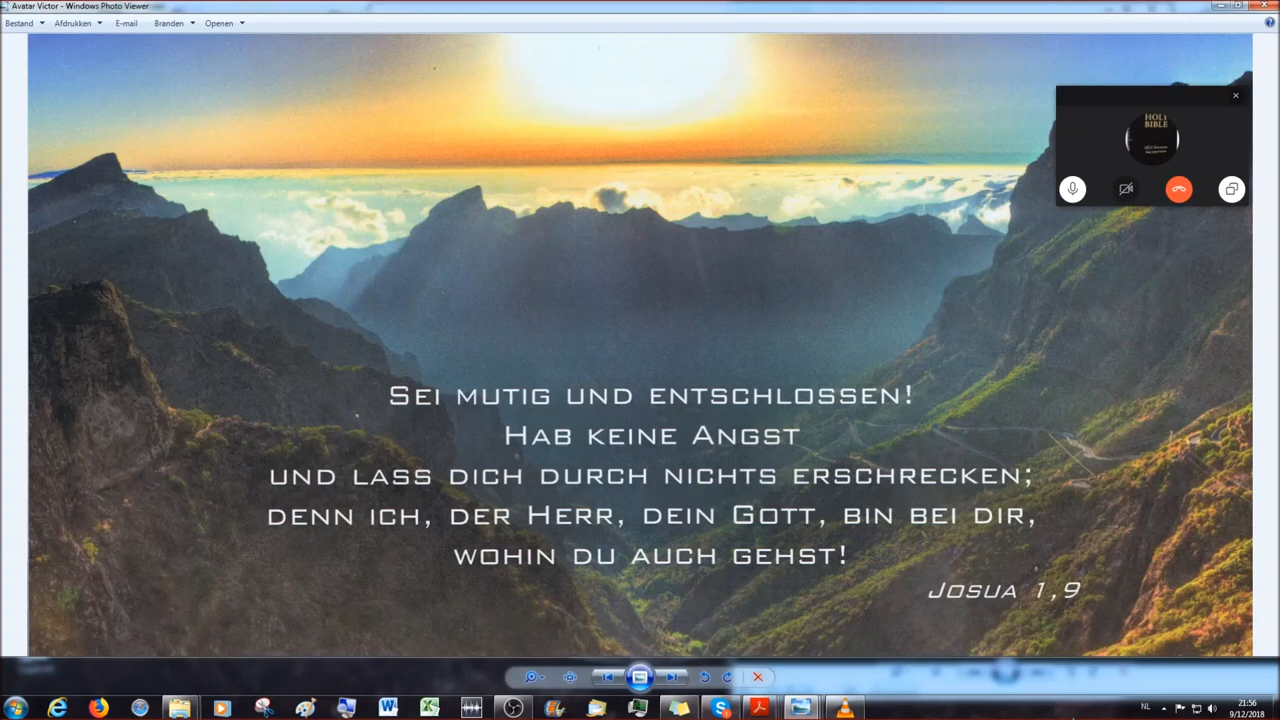 Avatar Victor - Windows Photo Viewer
Bestand Afdrukken E-mail Branden Openen
HOLY
BIBLE
Sei mutig und entschlossen!
Hab keine Angst
und lass dich durch nichts erschrecken;
denn ich, der Herr, dein Gott, bin bei dir,
wohin du auch gehst!
Josua 1,9
NL
21:56
9/12/2018